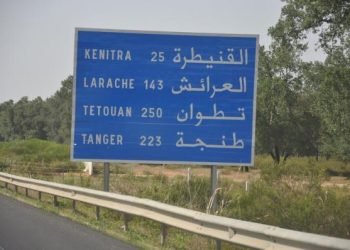 KENITRA 25 القنيطرة
LARACHE 143 العرائش
TETOUAN 250 تطوان
TANGER 223 طنجة